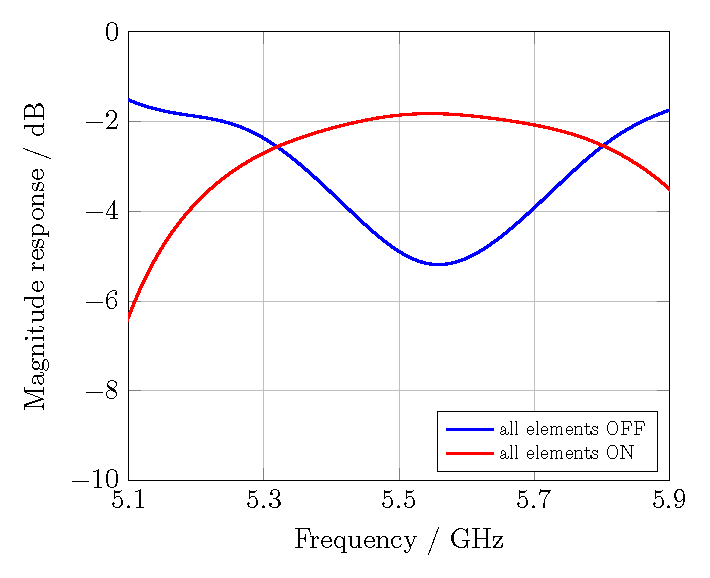 0
−2
−4
−6
−8
−10
Magnitude response / dB
all elements OFF
all elements ON
5.1 5.3 5.5 5.7 5.9
Frequency / GHz